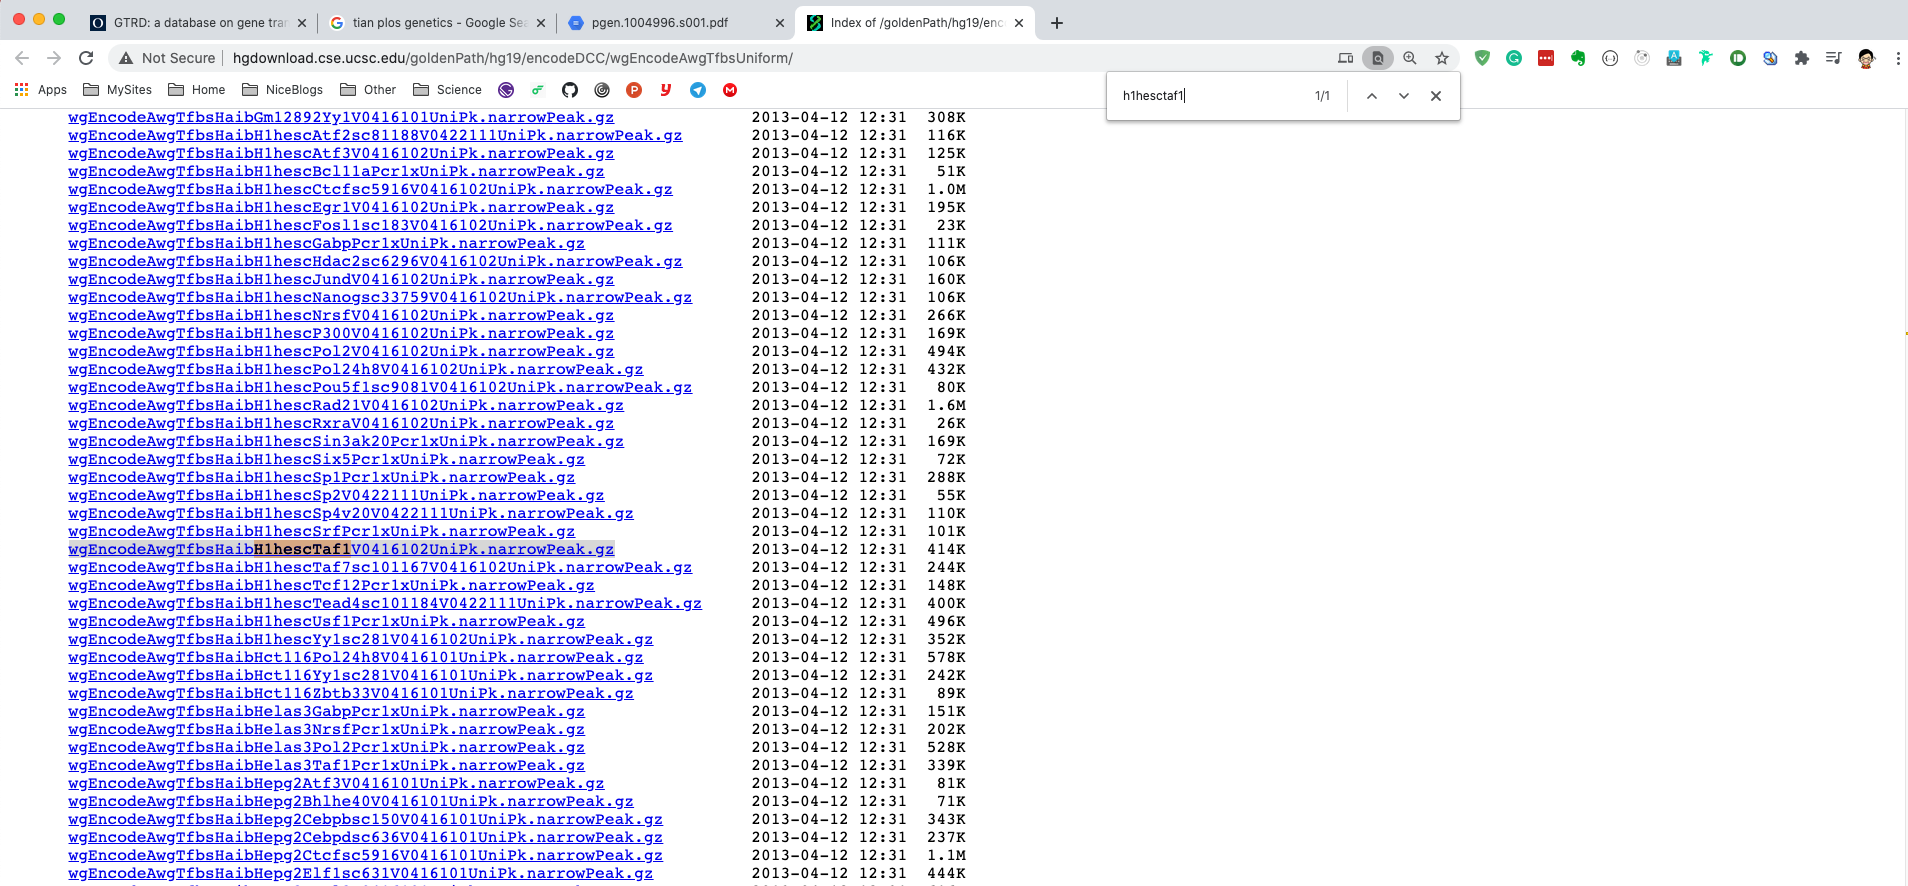 GTRD: a database on gene tran
tian plos genetics - Google Sea
pgen.1004996.s001.pdf
Index of /goldenPath/hg19/enc
Not Secure
hgdownload.cse.ucsc.edu/goldenPath/hg19/encodeDCC/wgEncodeAwgTfbsUniform/
Apps MySites Home NiceBlogs Other Science
h1hesctaf1 1/1
wgEncodeAwgTfbsHaibGm12892Yy1V0416101UniPk.narrowPeak.gz 2013-04-12 12:31 308K
wgEncodeAwgTfbsHaibH1hescAtf2sc81188V0422111UniPk.narrowPeak.gz 2013-04-12 12:31 116K
wgEncodeAwgTfbsHaibH1hescAtf3V0416102UniPk.narrowPeak.gz 2013-04-12 12:31 125K
wgEncodeAwgTfbsHaibH1hescBcl11aPcr1xUniPk.narrowPeak.gz 2013-04-12 12:31 51K
wgEncodeAwgTfbsHaibH1hescCtcfsc5916V0416102UniPk.narrowPeak.gz 2013-04-12 12:31 1.0M
wgEncodeAwgTfbsHaibH1hescEgr1V0416102UniPk.narrowPeak.gz 2013-04-12 12:31 195K
wgEncodeAwgTfbsHaibH1hescFosl1sc183V0416102UniPk.narrowPeak.gz 2013-04-12 12:31 23K
wgEncodeAwgTfbsHaibH1hescGabpPcr1xUniPk.narrowPeak.gz 2013-04-12 12:31 111K
wgEncodeAwgTfbsHaibH1hescHdac2sc6296V0416102UniPk.narrowPeak.gz 2013-04-12 12:31 106K
wgEncodeAwgTfbsHaibH1hescJundV0416102UniPk.narrowPeak.gz 2013-04-12 12:31 160K
wgEncodeAwgTfbsHaibH1hescNanogsc33759V0416102UniPk.narrowPeak.gz 2013-04-12 12:31 106K
wgEncodeAwgTfbsHaibH1hescNrsfV0416102UniPk.narrowPeak.gz 2013-04-12 12:31 266K
wgEncodeAwgTfbsHaibH1hescP300V0416102UniPk.narrowPeak.gz 2013-04-12 12:31 169K
wgEncodeAwgTfbsHaibH1hescPol2V0416102UniPk.narrowPeak.gz 2013-04-12 12:31 494K
wgEncodeAwgTfbsHaibH1hescPol24h8V0416102UniPk.narrowPeak.gz 2013-04-12 12:31 432K
wgEncodeAwgTfbsHaibH1hescPou5f1sc9081V0416102UniPk.narrowPeak.gz 2013-04-12 12:31 80K
wgEncodeAwgTfbsHaibH1hescRad21V0416102UniPk.narrowPeak.gz 2013-04-12 12:31 1.6M
wgEncodeAwgTfbsHaibH1hescRxraV0416102UniPk.narrowPeak.gz 2013-04-12 12:31 26K
wgEncodeAwgTfbsHaibH1hescSin3ak20Pcr1xUniPk.narrowPeak.gz 2013-04-12 12:31 169K
wgEncodeAwgTfbsHaibH1hescSix5Pcr1xUniPk.narrowPeak.gz 2013-04-12 12:31 72K
wgEncodeAwgTfbsHaibH1hescSp1Pcr1xUniPk.narrowPeak.gz 2013-04-12 12:31 288K
wgEncodeAwgTfbsHaibH1hescSp2V0422111UniPk.narrowPeak.gz 2013-04-12 12:31 55K
wgEncodeAwgTfbsHaibH1hescSp4v20V0422111UniPk.narrowPeak.gz 2013-04-12 12:31 110K
wgEncodeAwgTfbsHaibH1hescSrfPcr1xUniPk.narrowPeak.gz 2013-04-12 12:31 101K
wgEncodeAwgTfbsHaibH1hescTaf1V0416102UniPk.narrowPeak.gz 2013-04-12 12:31 414K
wgEncodeAwgTfbsHaibH1hescTaf7sc101167V0416102UniPk.narrowPeak.gz 2013-04-12 12:31 244K
wgEncodeAwgTfbsHaibH1hescTcf12Pcr1xUniPk.narrowPeak.gz 2013-04-12 12:31 148K
wgEncodeAwgTfbsHaibH1hescTead4sc101184V0422111UniPk.narrowPeak.gz 2013-04-12 12:31 400K
wgEncodeAwgTfbsHaibH1hescUsf1Pcr1xUniPk.narrowPeak.gz 2013-04-12 12:31 496K
wgEncodeAwgTfbsHaibH1hescYy1sc281V0416102UniPk.narrowPeak.gz 2013-04-12 12:31 352K
wgEncodeAwgTfbsHaibHct116Pol24h8V0416101UniPk.narrowPeak.gz 2013-04-12 12:31 578K
wgEncodeAwgTfbsHaibHct116Yy1sc281V0416101UniPk.narrowPeak.gz 2013-04-12 12:31 242K
wgEncodeAwgTfbsHaibHct116Zbtb33V0416101UniPk.narrowPeak.gz 2013-04-12 12:31 89K
wgEncodeAwgTfbsHaibHelas3GabpPcr1xUniPk.narrowPeak.gz 2013-04-12 12:31 151K
wgEncodeAwgTfbsHaibHelas3NrsfPcr1xUniPk.narrowPeak.gz 2013-04-12 12:31 202K
wgEncodeAwgTfbsHaibHelas3Pol2Pcr1xUniPk.narrowPeak.gz 2013-04-12 12:31 528K
wgEncodeAwgTfbsHaibHelas3Taf1Pcr1xUniPk.narrowPeak.gz 2013-04-12 12:31 339K
wgEncodeAwgTfbsHaibHepg2Atf3V0416101UniPk.narrowPeak.gz 2013-04-12 12:31 81K
wgEncodeAwgTfbsHaibHepg2Bhlhe40V0416101UniPk.narrowPeak.gz 2013-04-12 12:31 71K
wgEncodeAwgTfbsHaibHepg2Cebpbsc150V0416101UniPk.narrowPeak.gz 2013-04-12 12:31 343K
wgEncodeAwgTfbsHaibHepg2Cebpdsc636V0416101UniPk.narrowPeak.gz 2013-04-12 12:31 237K
wgEncodeAwgTfbsHaibHepg2Ctcfsc5916V0416101UniPk.narrowPeak.gz 2013-04-12 12:31 1.1M
wgEncodeAwgTfbsHaibHepg2Elf1sc631V0416101UniPk.narrowPeak.gz 2013-04-12 12:31 444K